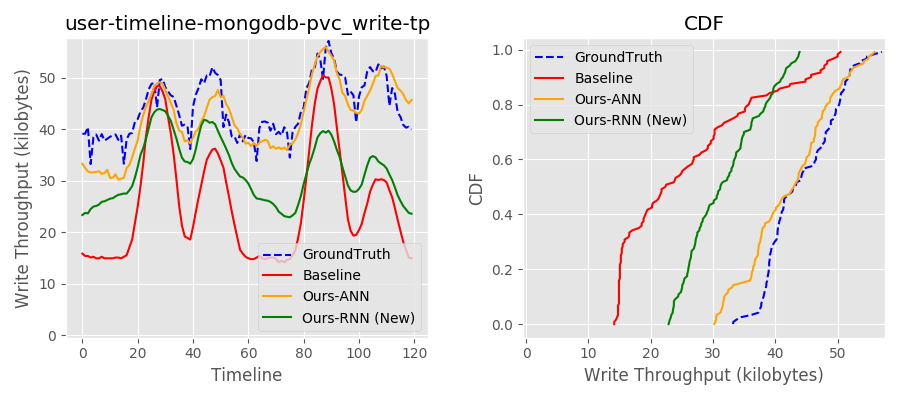 user-timeline-mongodb-pvc_write-tp
Write Throughput (kilobytes)
50
40
30
20
10
0
0 20 40 60 80 100 120
Timeline
GroundTruth
Baseline
Ours-ANN
Ours-RNN (New)
CDF
CDF
1.0
0.8
0.6
0.4
0.2
0.0
0 10 20 30 40 50
Write Throughput (kilobytes)
GroundTruth
Baseline
Ours-ANN
Ours-RNN (New)